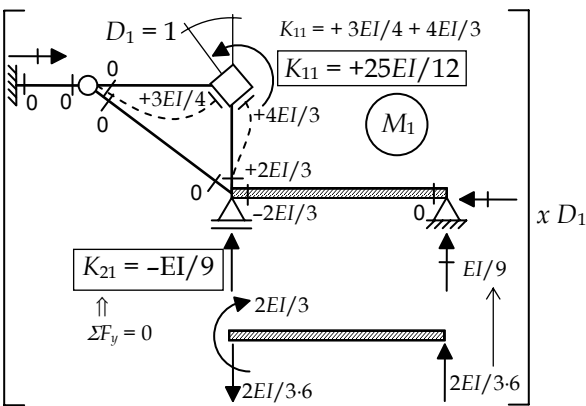 D₁ = 1
K₁₁ = + 3EI/4 + 4EI/3
K₁₁ = +25EI/12
M₁
0
0
0
0
+3EI/4
+4EI/3
+2EI/3
0
–2EI/3
0
x D₁
K₂₁ = –EI/9
EI/9
⇑
ΣF_y = 0
2EI/3
2EI/3·6
2EI/3·6